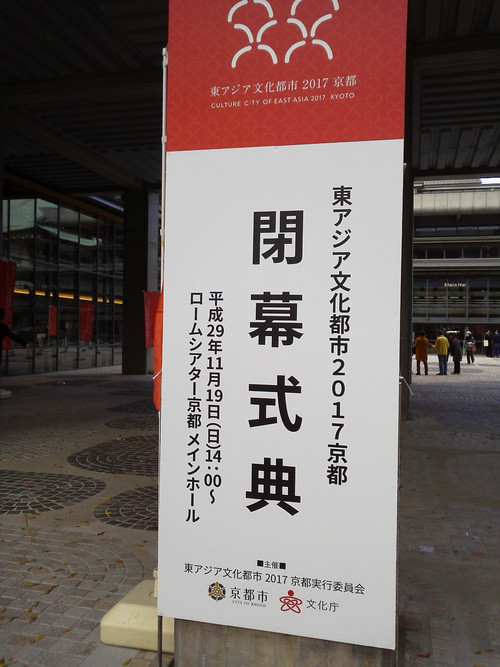 東アジア文化都市 2017 京都
CULTURE CITY OF EAST ASIA 2017 KYOTO
東アジア文化都市2017京都
閉幕式典
平成29年11月19日(日)14:00〜
ロームシアター京都 メインホール
■主催■
東アジア文化都市 2017 京都実行委員会
京都市
CITY OF KYOTO
文化庁